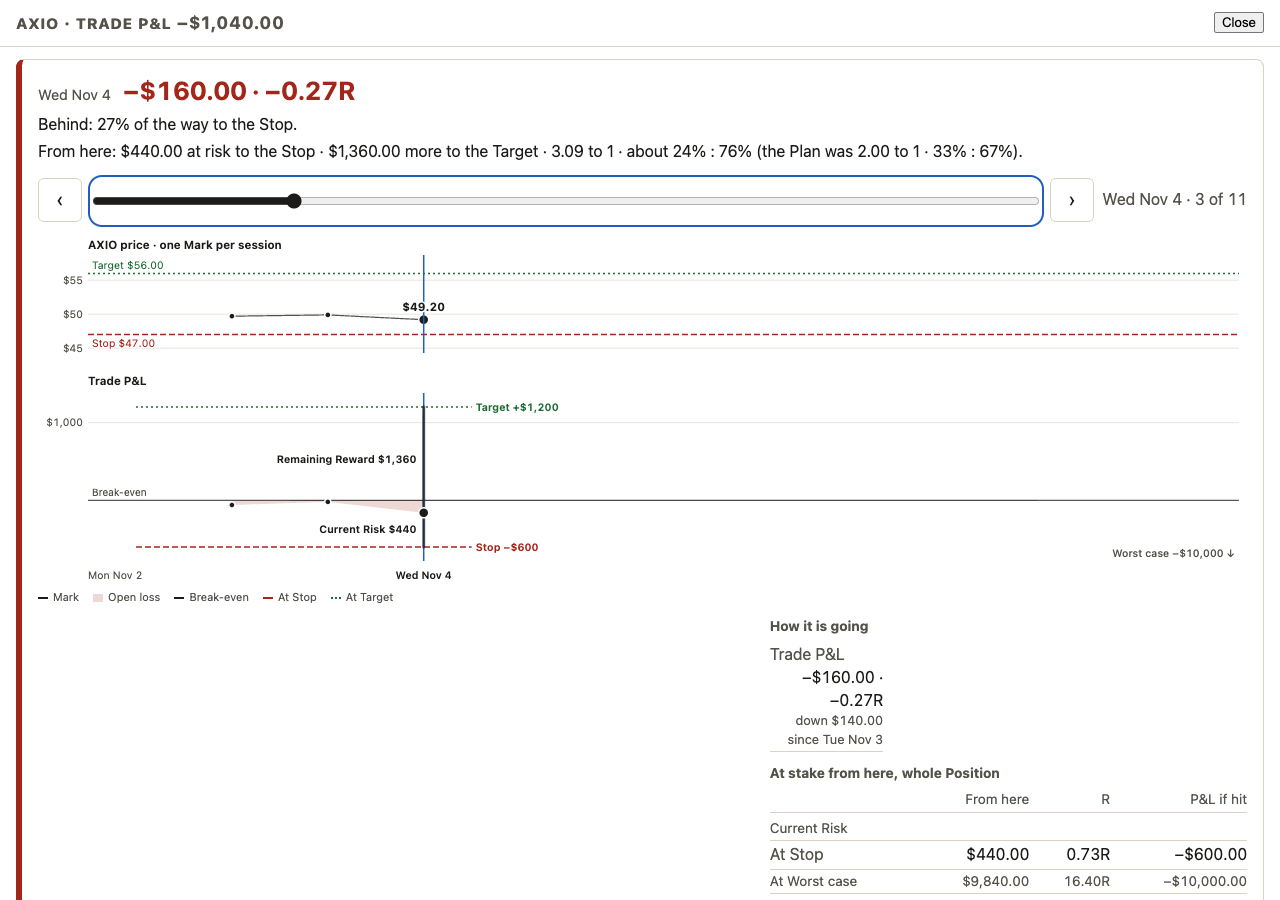 AXIO · TRADE P&L −$1,040.00
Close
Wed Nov 4 −$160.00 · −0.27R
Behind: 27% of the way to the Stop.
From here: $440.00 at risk to the Stop · $1,360.00 more to the Target · 3.09 to 1 · about 24% : 76% (the Plan was 2.00 to 1 · 33% : 67%).
‹
›
Wed Nov 4 · 3 of 11
AXIO price · one Mark per session
Target $56.00
$55
$50
$49.20
Stop $47.00
$45
Trade P&L
Target +$1,200
$1,000
Remaining Reward $1,360
Break-even
Current Risk $440
Stop −$600
Worst case −$10,000 ↓
Mon Nov 2
Wed Nov 4
Mark Open loss Break-even At Stop At Target
How it is going
Trade P&L
−$160.00 ·
−0.27R
down $140.00
since Tue Nov 3
At stake from here, whole Position
From here R P&L if hit
Current Risk
At Stop $440.00 0.73R −$600.00
At Worst case $9,840.00 16.40R −$10,000.00